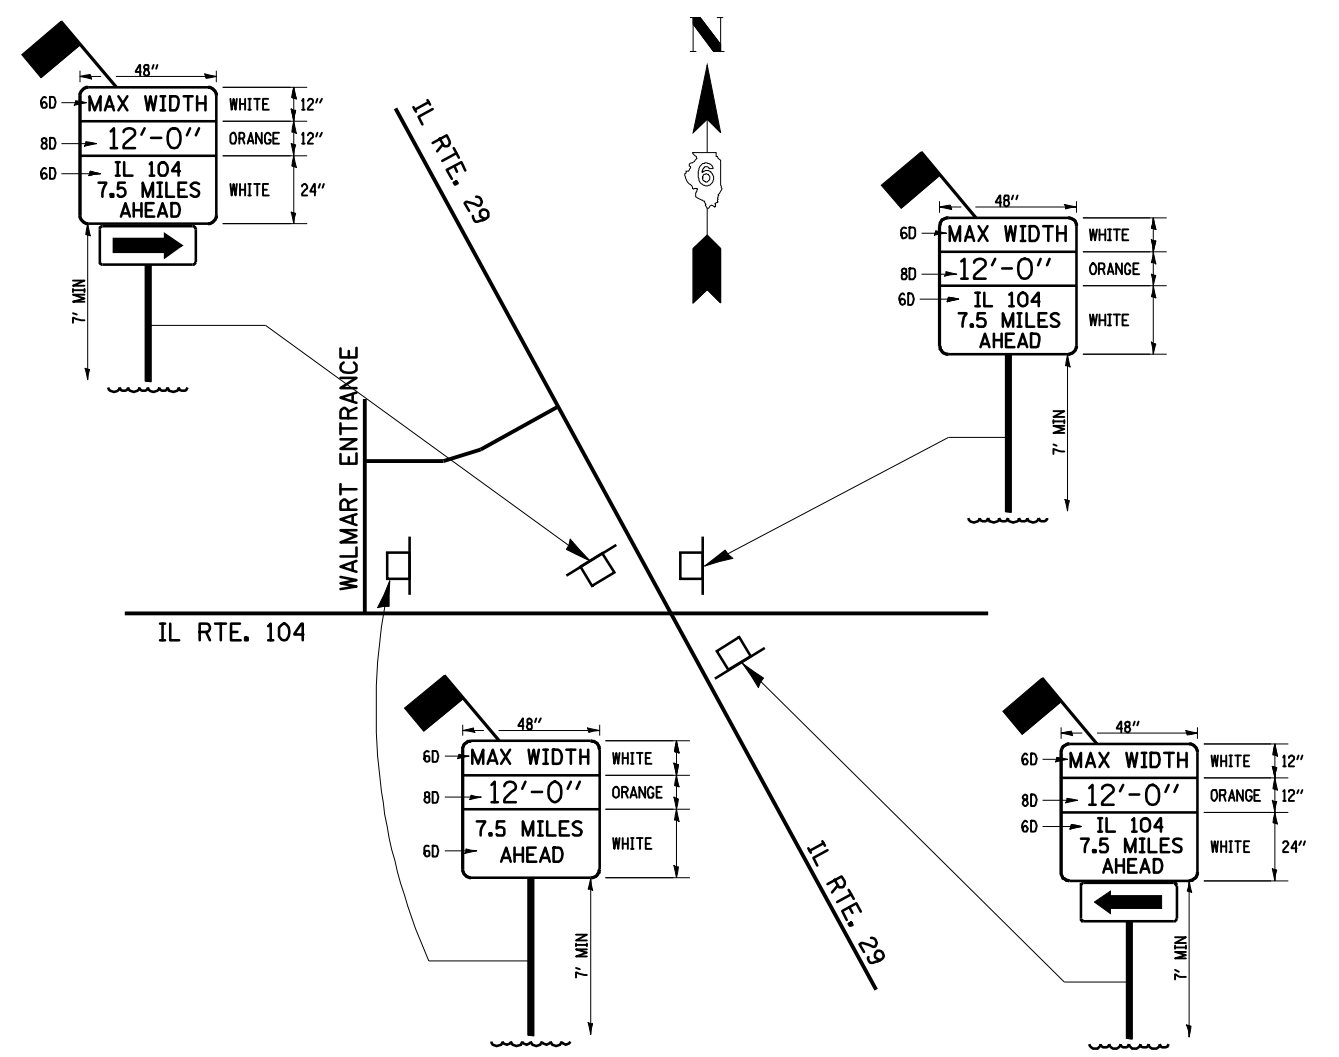 N
6
48"
6D MAX WIDTH WHITE 12"
8D 12'-0" ORANGE 12"
6D IL 104
7.5 MILES WHITE 24"
AHEAD
7' MIN
IL RTE. 29
48"
6D MAX WIDTH WHITE
8D 12'-0" ORANGE
6D IL 104
7.5 MILES WHITE
AHEAD
7' MIN
WALMART ENTRANCE
IL RTE. 104
48"
6D MAX WIDTH WHITE
8D 12'-0" ORANGE
7.5 MILES
6D AHEAD WHITE
7' MIN
IL RTE. 29
48"
6D MAX WIDTH WHITE 12"
8D 12'-0" ORANGE 12"
6D IL 104
7.5 MILES WHITE 24"
AHEAD
7' MIN